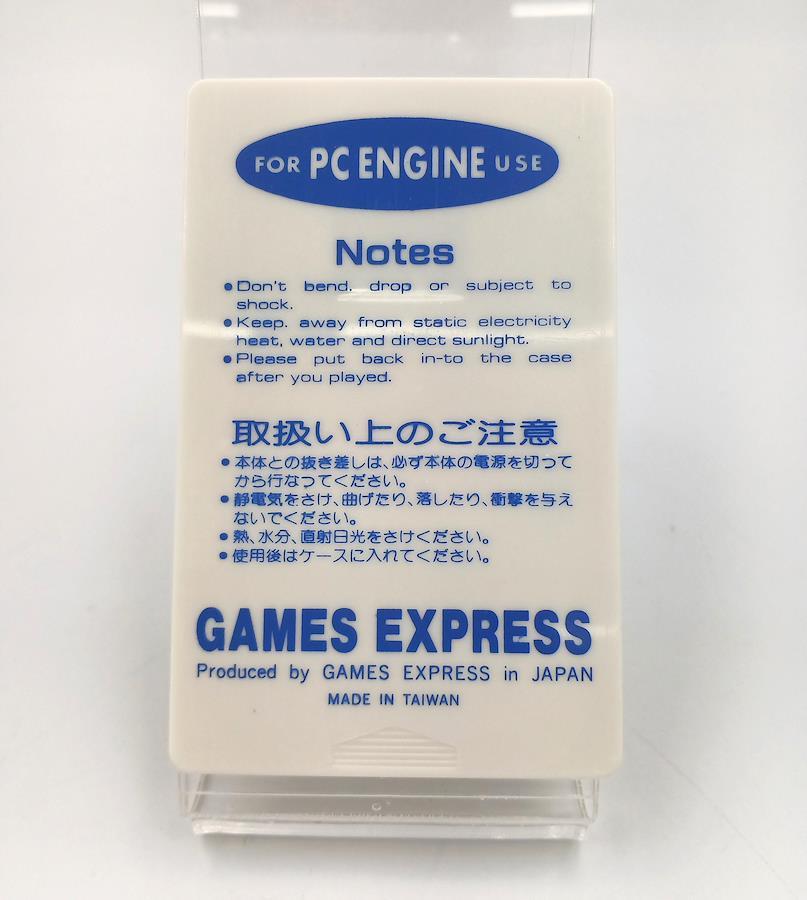 FOR PC ENGINE USE
Notes
●Don't bend. drop or subject to
shock.
●Keep. away from static electricity
heat, water and direct sunlight.
●Please put back in-to the case
after you played.
取扱い上のご注意
●本体との抜き差しは、必ず本体の電源を切って
から行なつてください。
●静電気をさけ、曲げたり、落したり、衝撃を与え
ないでください。
●熱、水分、直射日光をさけください。
●使用後はケースに入れてください。
GAMES EXPRESS
Produced by GAMES EXPRESS in JAPAN
MADE IN TAIWAN